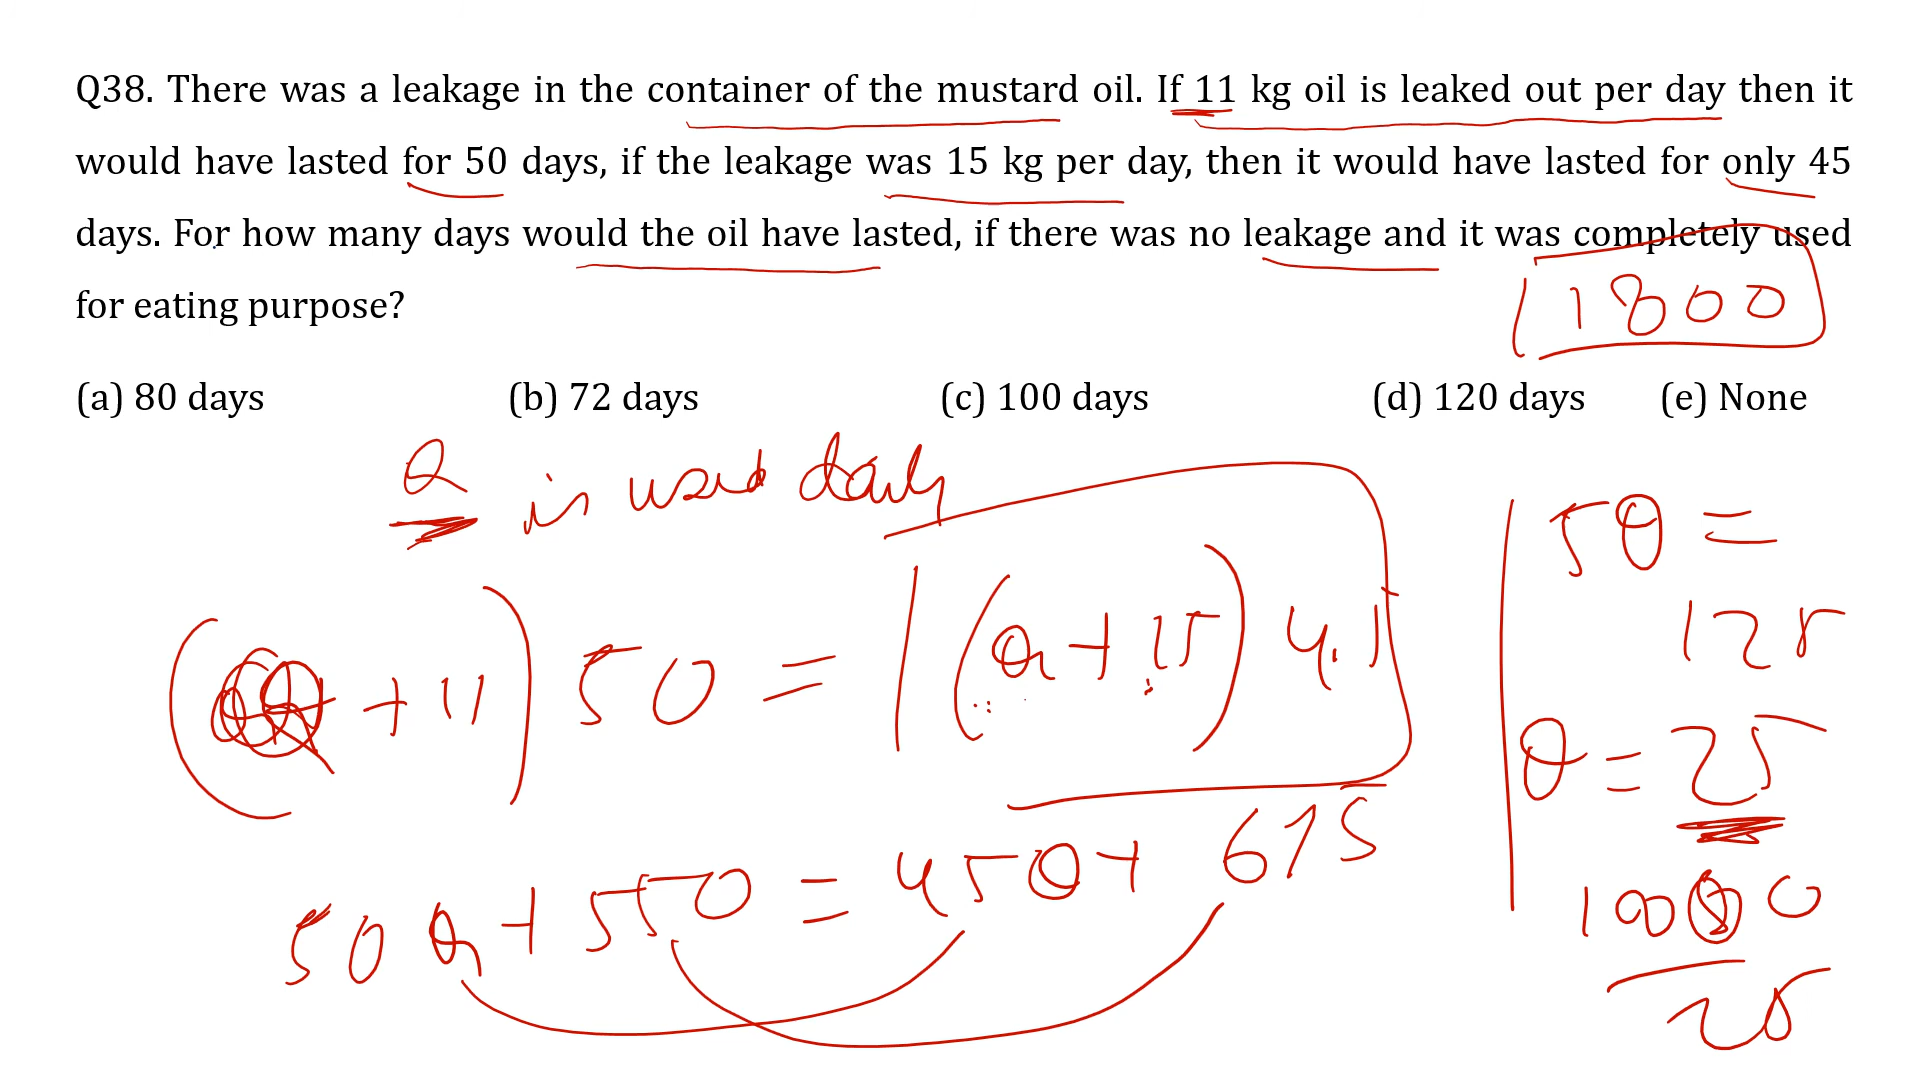 Q38. There was a leakage in the container of the mustard oil. If 11 kg oil is leaked out per day then it
would have lasted for 50 days, if the leakage was 15 kg per day, then it would have lasted for only 45
days. For how many days would the oil have lasted, if there was no leakage and it was completely used
for eating purpose?
1800
(a) 80 days (b) 72 days (c) 100 days (d) 120 days (e) None
Q is used daily
(Q + 11) 50 = (Q + 15) 45
50Q + 550 = 45Q + 675
5Q =
125
Q = 25
25